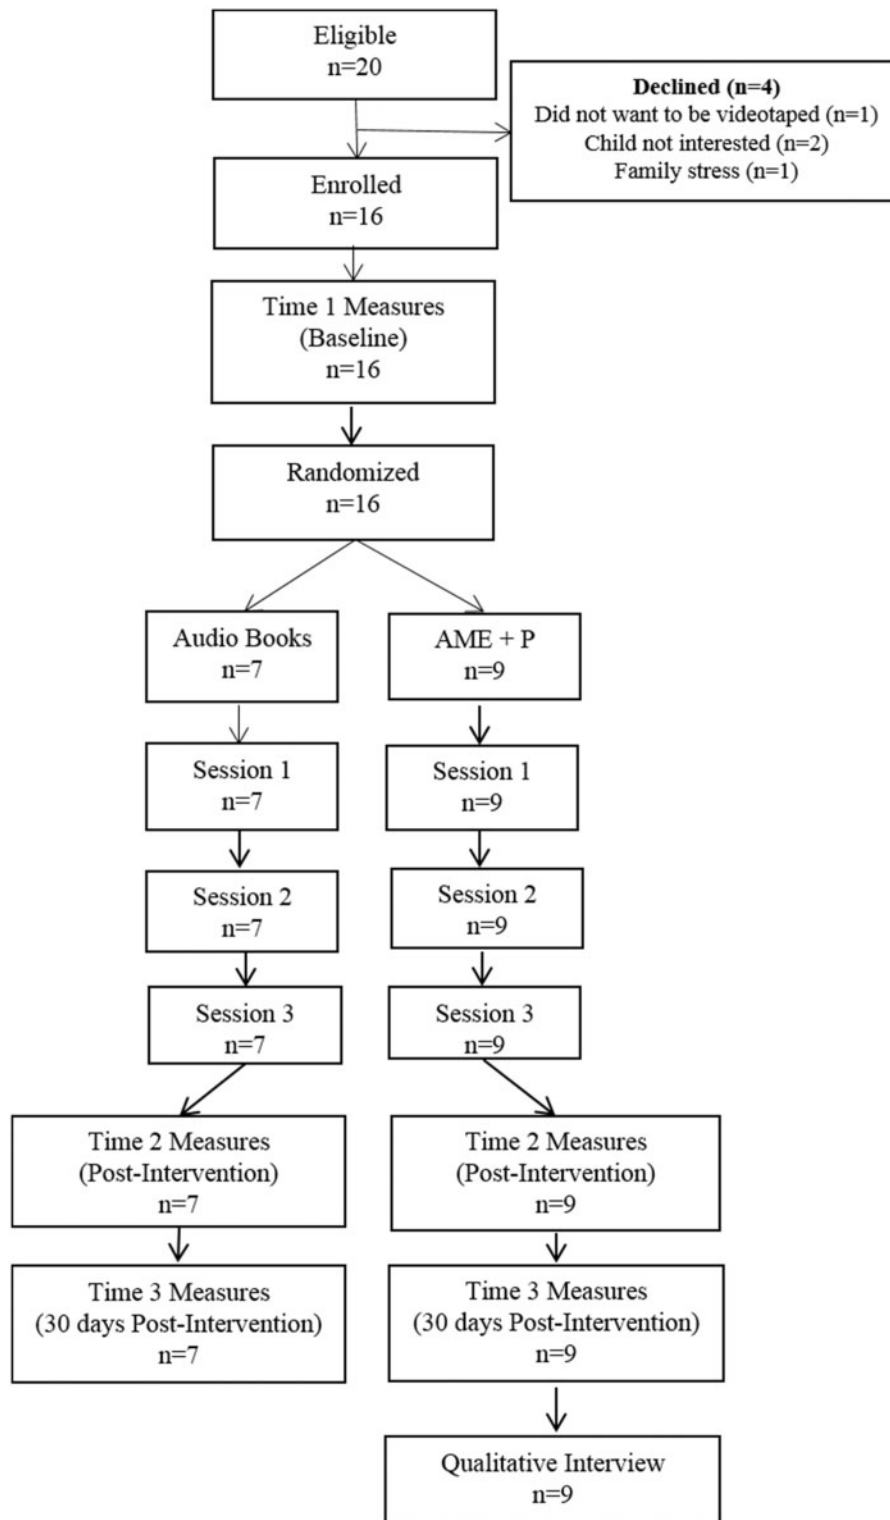 Eligible
n=20
Declined (n=4)
Did not want to be videotaped (n=1)
Child not interested (n=2)
Family stress (n=1)
Enrolled
n=16
Time 1 Measures
(Baseline)
n=16
Randomized
n=16
Audio Books
n=7
AME + P
n=9
Session 1
n=7
Session 1
n=9
Session 2
n=7
Session 2
n=9
Session 3
n=7
Session 3
n=9
Time 2 Measures
(Post-Intervention)
n=7
Time 2 Measures
(Post-Intervention)
n=9
Time 3 Measures
(30 days Post-Intervention)
n=7
Time 3 Measures
(30 days Post-Intervention)
n=9
Qualitative Interview
n=9